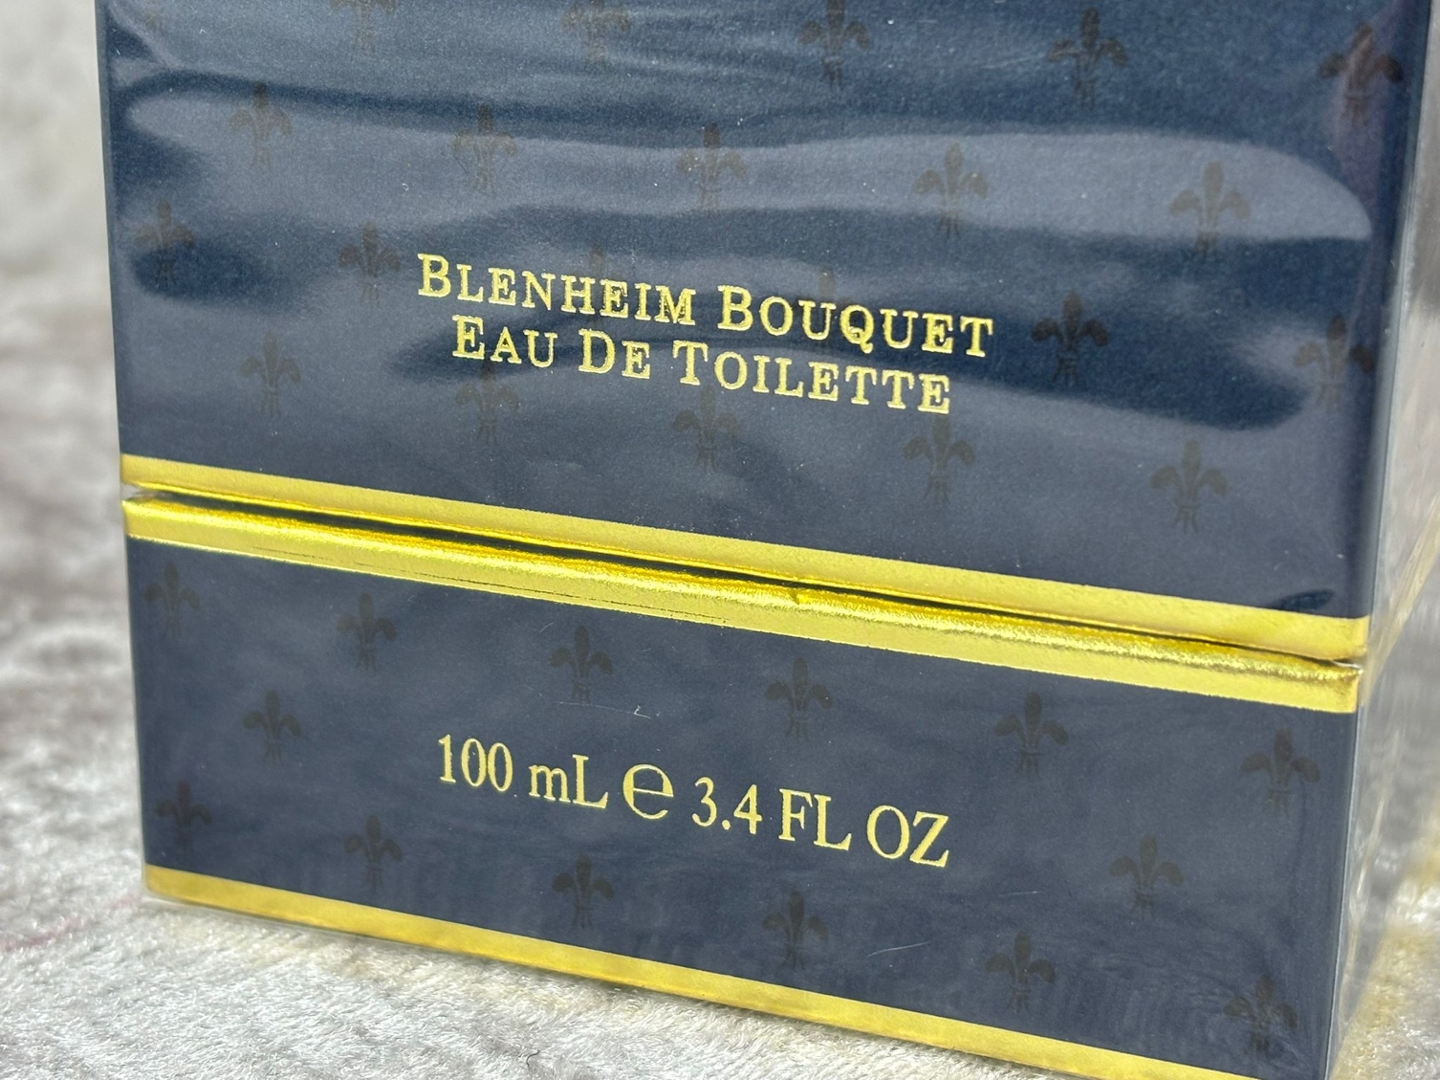 BLENHEIM BOUQUET
EAU DE TOILETTE
100 mL ℮ 3.4 FL OZ